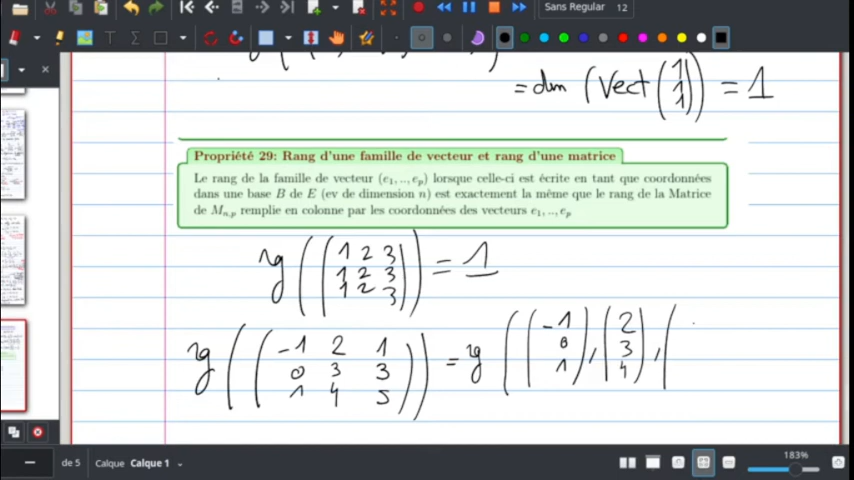 Sans Regular 12
= dim (Vect (1 1 1)) = 1
Propriété 29: Rang d'une famille de vecteur et rang d'une matrice
Le rang de la famille de vecteur (e₁,..,eₚ) lorsque celle-ci est écrite en tant que coordonnées
dans une base B de E (ev de dimension n) est exactement la même que le rang de la Matrice
de Mₙ,ₚ remplie en colonne par les coordonnées des vecteurs e₁,..,eₚ
rg ((1 2 3
1 2 3
1 2 3)) = 1
rg ((-1 2 1
0 3 3
1 4 5)) = rg ((-1 0 1), (2 3 4), (
183%
de 5 Calque Calque 1